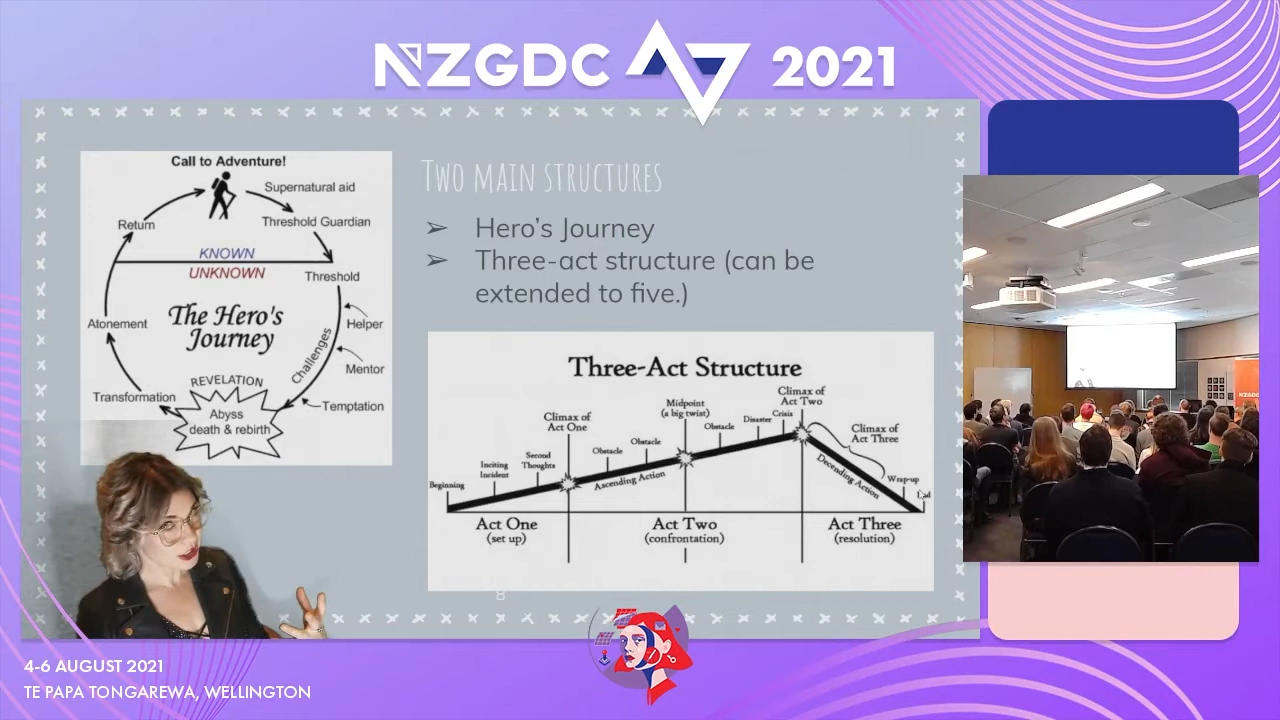 NZGDC 2021
Call to Adventure!
Supernatural aid
Threshold Guardian
Return
KNOWN
UNKNOWN
Threshold
The Hero's
Journey
Atonement
Helper
Challenges
Mentor
REVELATION
Transformation
Temptation
Abyss
death & rebirth
Two main structures
➢ Hero’s Journey
➢ Three-act structure (can be
extended to five.)
Three-Act Structure
Climax of
Act Two
Midpoint
(a big twist)
Climax of
Act One
Disaster
Crisis
Obstacle
Climax of
Act Three
Obstacle
Obstacle
Second
Thoughts
Inciting
Incident
Beginning
Ascending Action
Decending Action
Wrap-up
Act One
(set up)
Act Two
(confrontation)
Act Three
(resolution)
8
NZGDC
4-6 AUGUST 2021
TE PAPA TONGAREWA, WELLINGTON